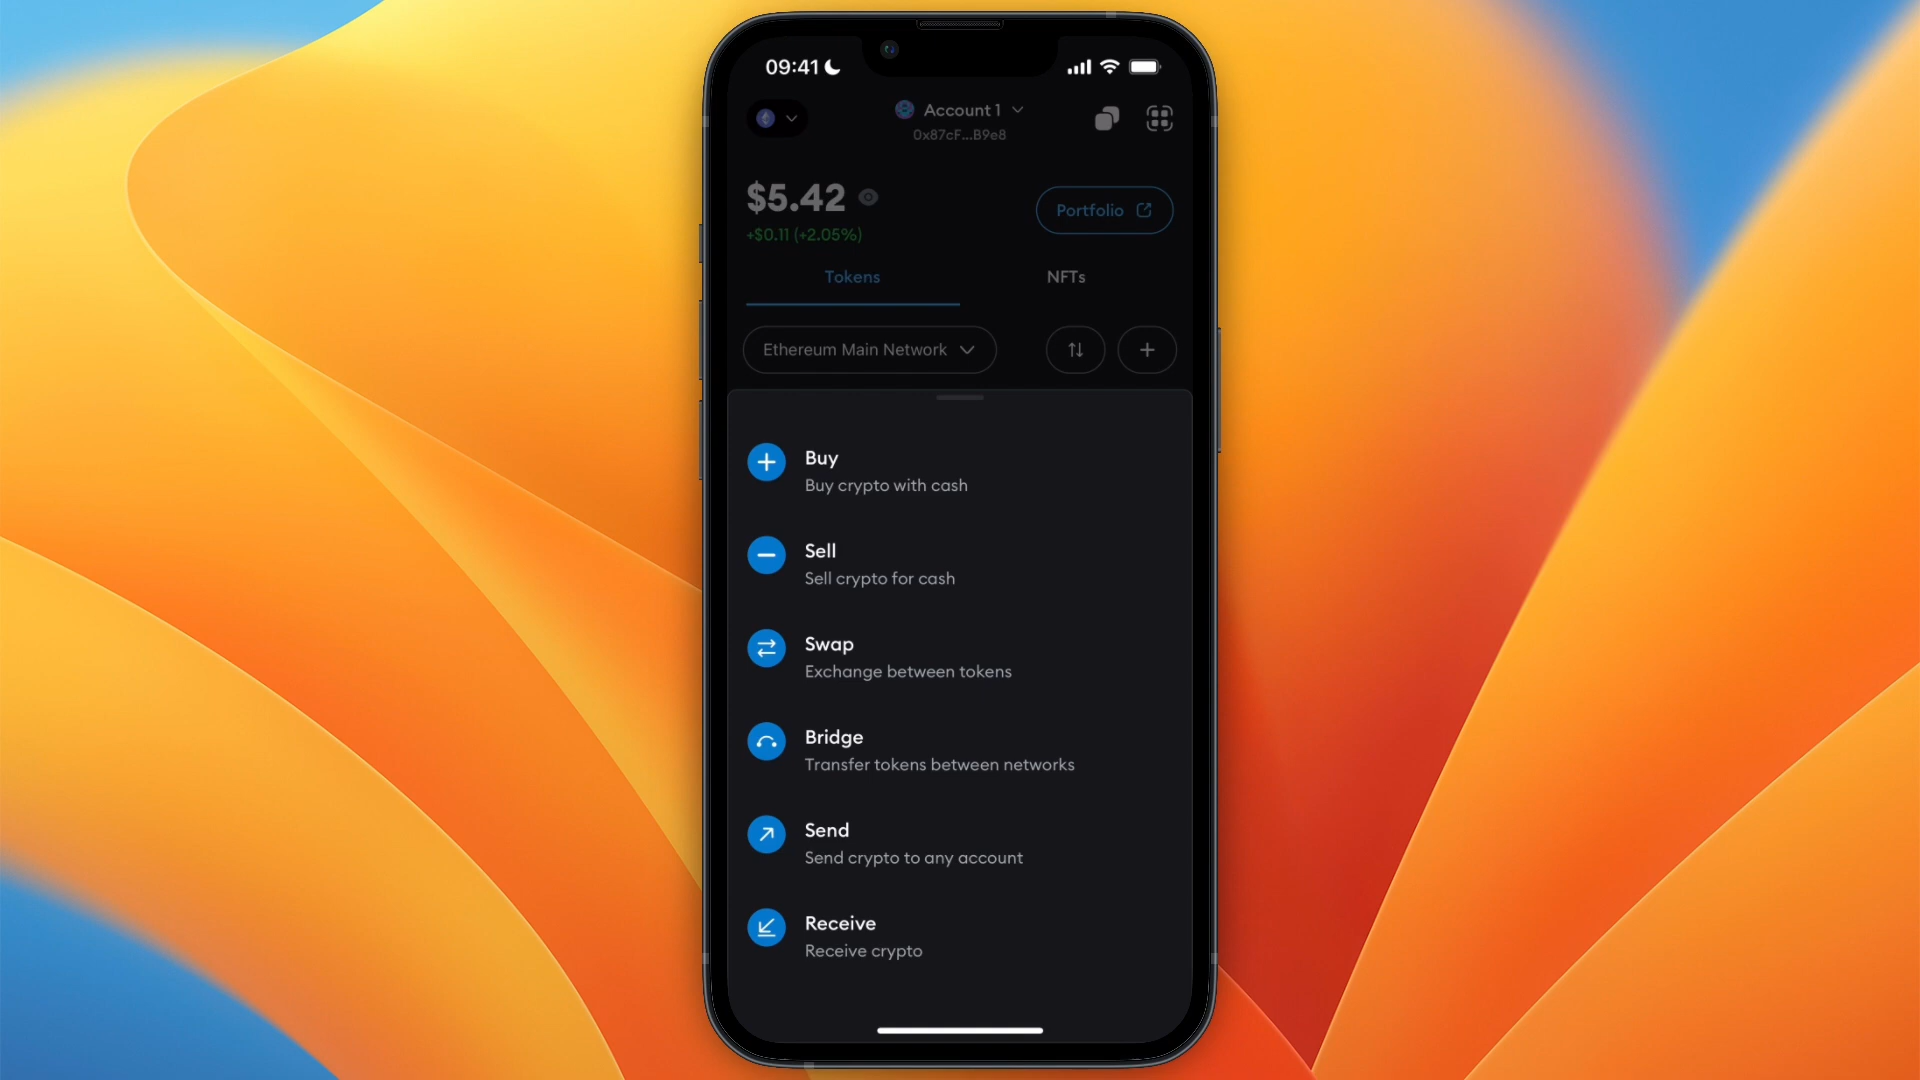 09:41
Account 1
0x87cF...B9e8
$5.42
Portfolio
+$0.11 (+2.05%)
Tokens
NFTs
Ethereum Main Network
Buy
Buy crypto with cash
Sell
Sell crypto for cash
Swap
Exchange between tokens
Bridge
Transfer tokens between networks
Send
Send crypto to any account
Receive
Receive crypto